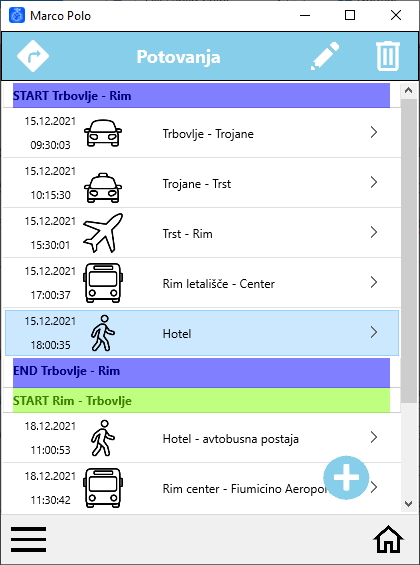 Marco Polo
Potovanja
START Trbovlje - Rim
15.12.2021
09:30:03
Trbovlje - Trojane
15.12.2021
10:15:30
Trojane - Trst
15.12.2021
15:30:01
Trst - Rim
15.12.2021
17:00:37
Rim letališče - Center
15.12.2021
18:00:35
Hotel
END Trbovlje - Rim
START Rim - Trbovlje
18.12.2021
11:00:53
Hotel - avtobusna postaja
18.12.2021
11:30:42
Rim center - Fiumicino Aeropor